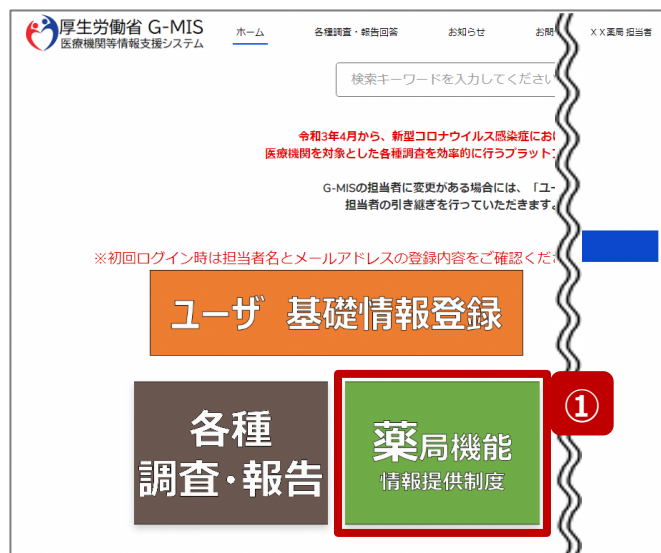 厚生労働省 G-MIS
医療機関等情報支援システム
ホーム
各種調査・報告回答
お知らせ
お問
XX薬局 担当者
検索キーワードを入力してください
令和3年4月から、新型コロナウイルス感染症にお
医療機関を対象とした各種調査を効率的に行うプラット
G-MISの担当者に変更がある場合には、「ユー
担当者の引き継ぎを行っていただきます。
※初回ログイン時は担当者名とメールアドレスの登録内容をご確認くだ
ユーザ 基礎情報登録
各種
調査・報告
薬局機能
情報提供制度
①